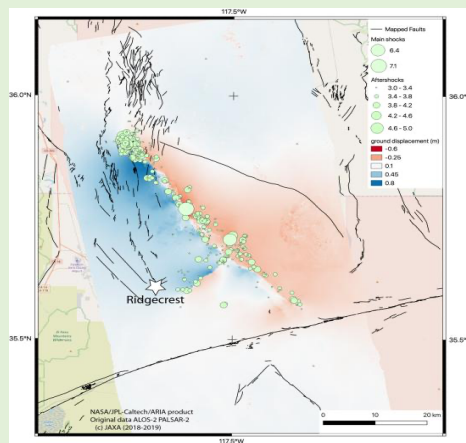 117.5°W
Mapped Faults
Main shocks
6.4
7.1
Aftershocks
3.0 - 3.4
3.4 - 3.8
3.8 - 4.2
4.2 - 4.6
4.6 - 5.0
ground displacement (m)
-0.6
-0.25
0.1
0.45
0.8
36.0°N
36.0°N
Ridgecrest
35.5°N
35.5°N
NASA/JPL-Caltech/ARIA product
Original data ALOS-2 PALSAR-2
(c) JAXA (2018-2019)
0 10 20 km
117.5°W